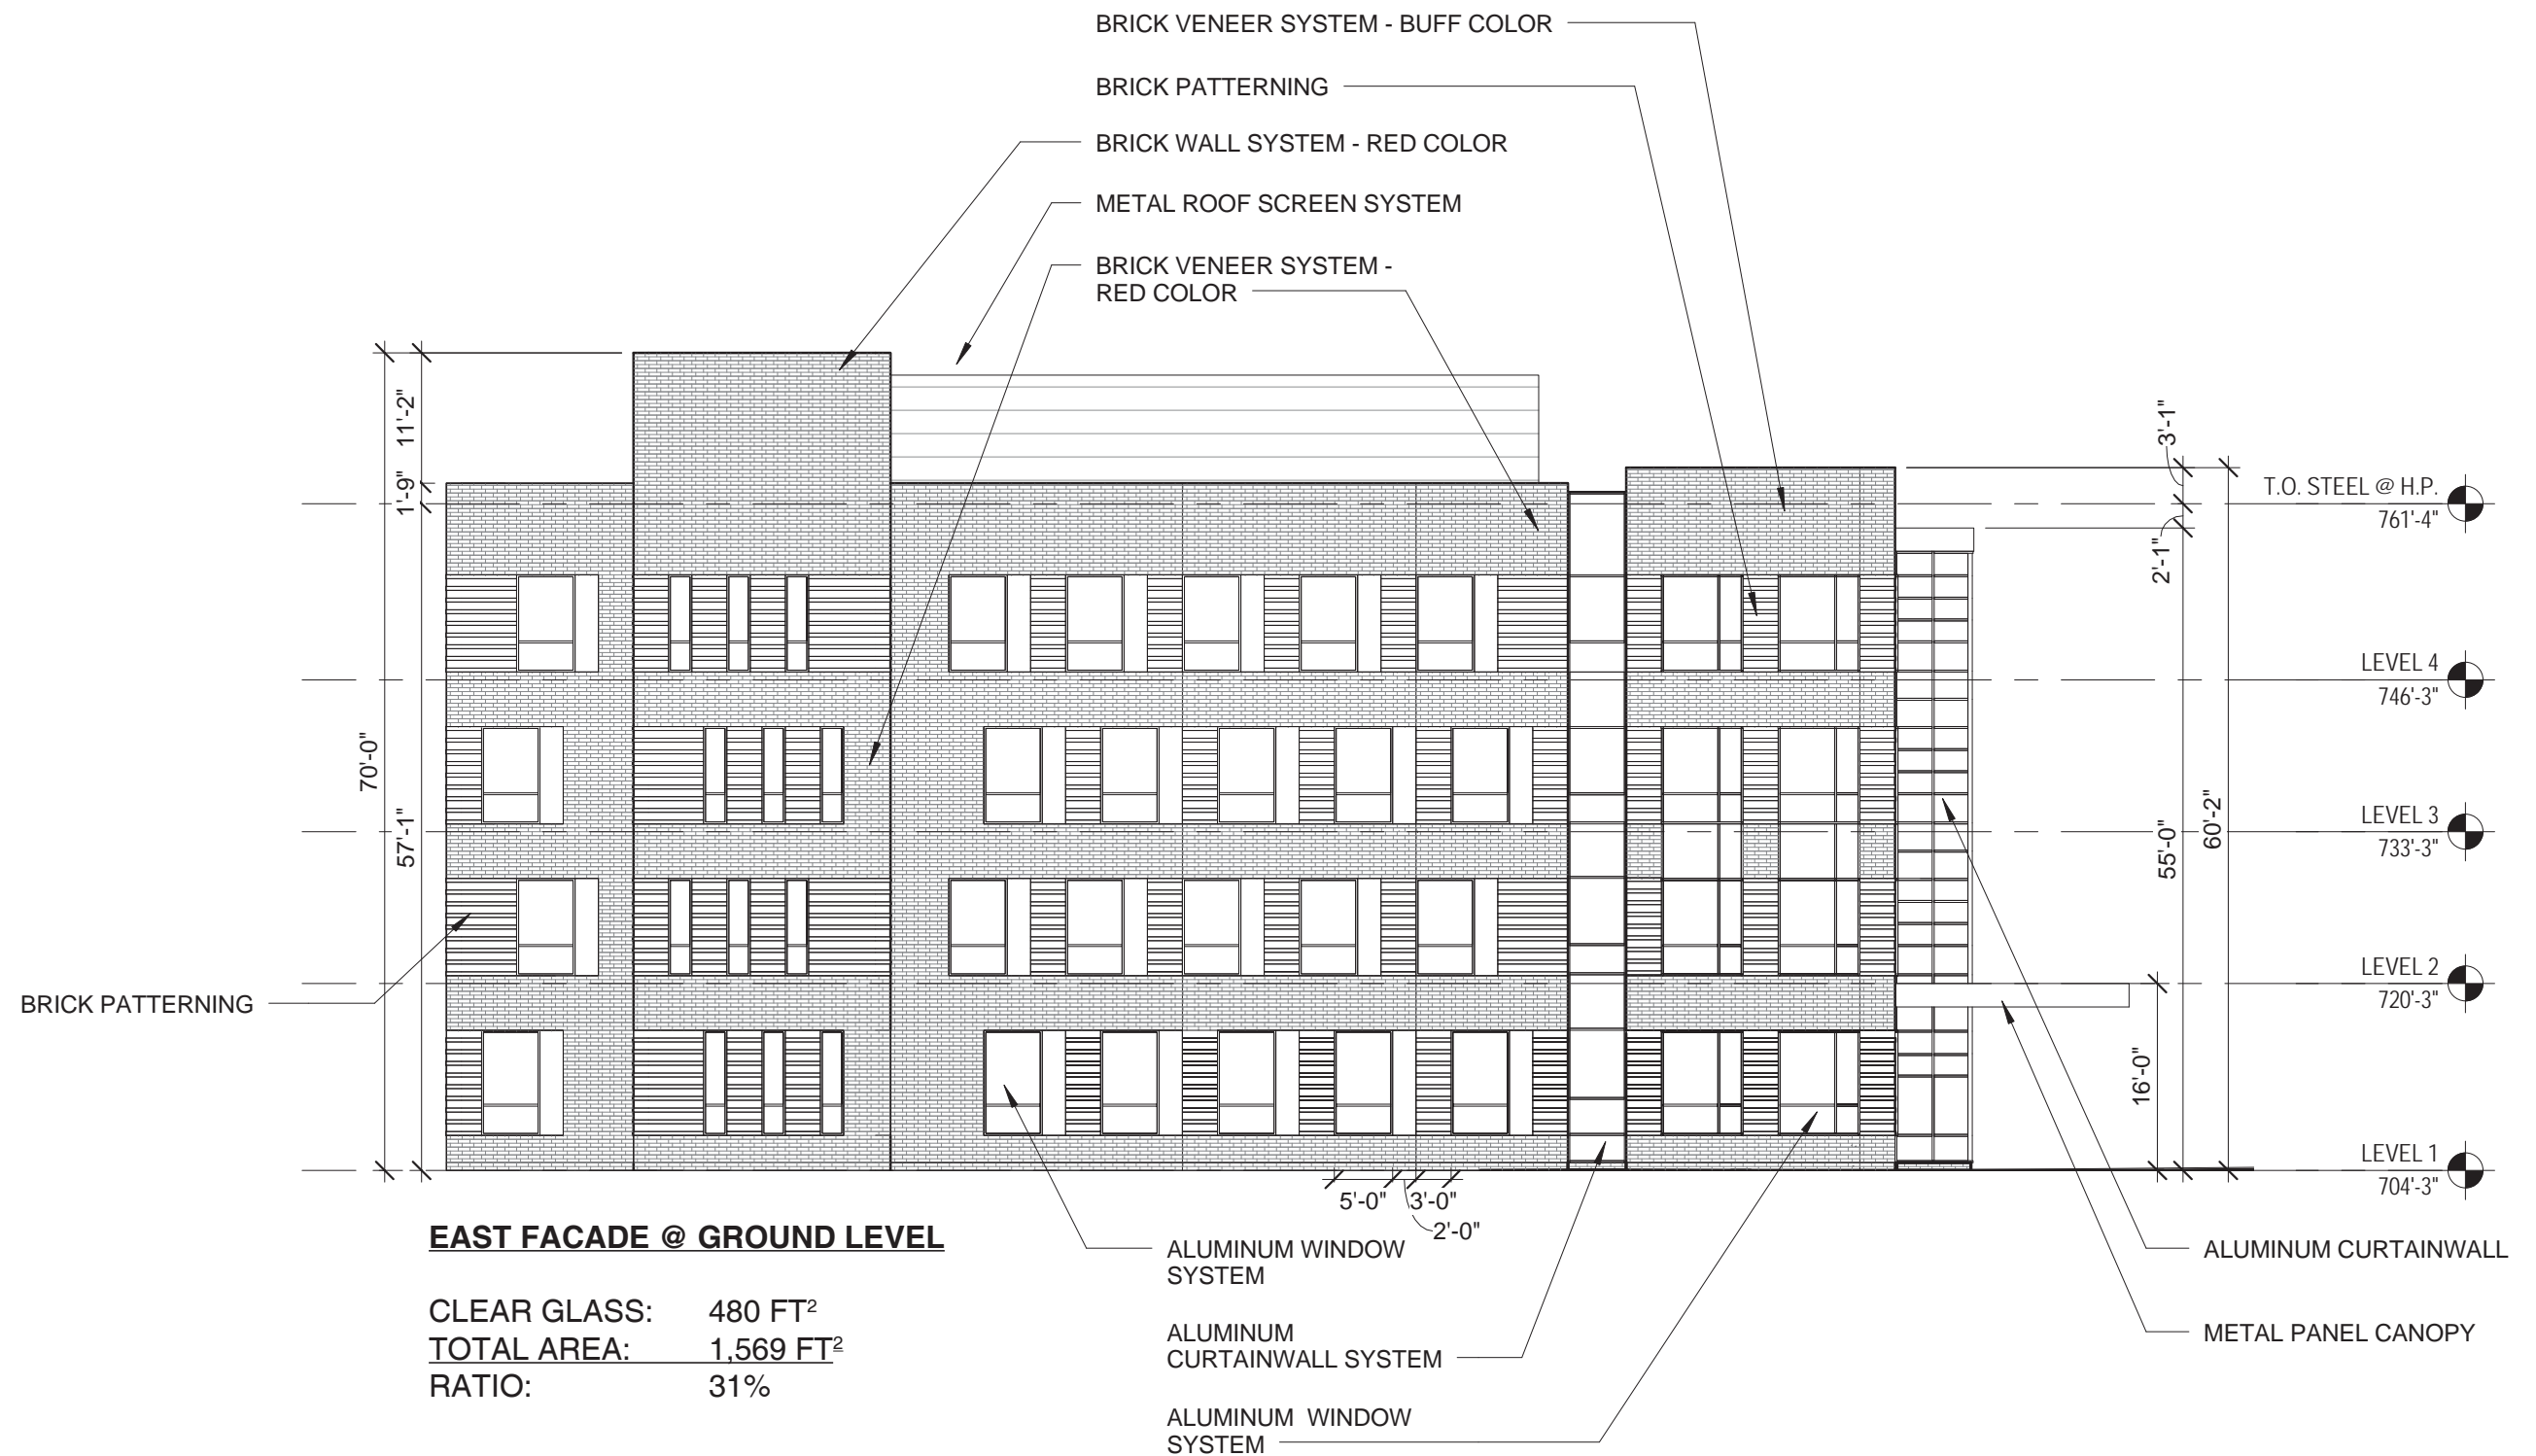 BRICK VENEER SYSTEM - BUFF COLOR
BRICK PATTERNING
BRICK WALL SYSTEM - RED COLOR
METAL ROOF SCREEN SYSTEM
BRICK VENEER SYSTEM -
RED COLOR
11'-2"
1'-9"
70'-0"
57'-1"
3'-1"
2'-1"
55'-0"
60'-2"
16'-0"
T.O. STEEL @ H.P.
761'-4"
LEVEL 4
746'-3"
LEVEL 3
733'-3"
LEVEL 2
720'-3"
LEVEL 1
704'-3"
BRICK PATTERNING
5'-0"
3'-0"
2'-0"
EAST FACADE @ GROUND LEVEL
CLEAR GLASS: 480 FT²
TOTAL AREA: 1,569 FT²
RATIO: 31%
ALUMINUM WINDOW
SYSTEM
ALUMINUM
CURTAINWALL SYSTEM
ALUMINUM WINDOW
SYSTEM
ALUMINUM CURTAINWALL
METAL PANEL CANOPY